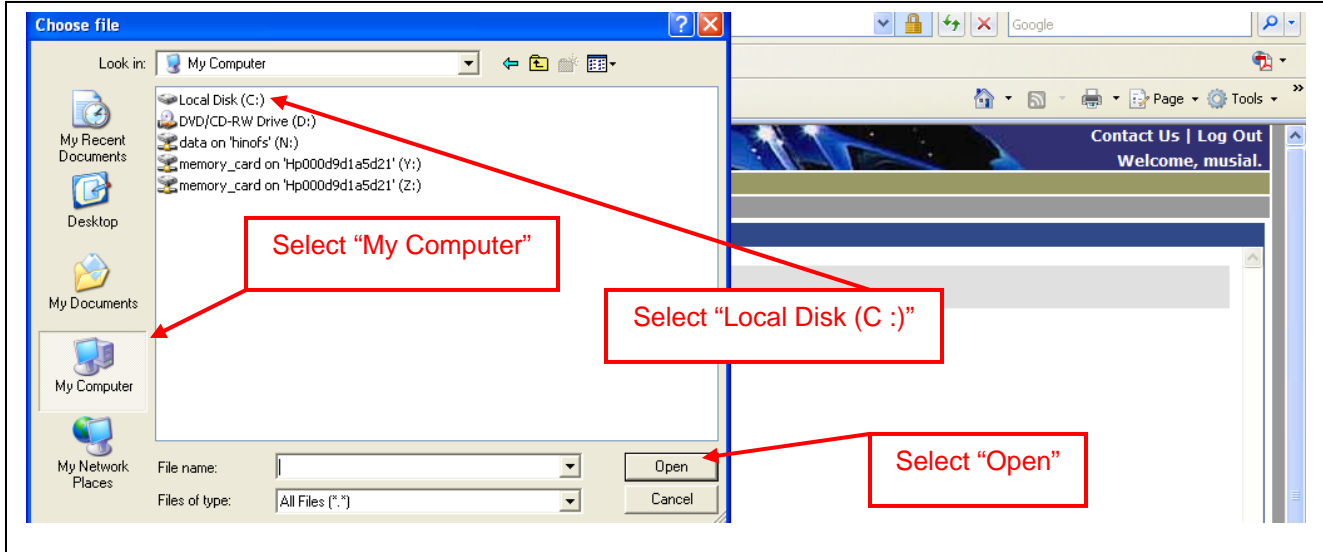 Choose file
Google
Look in:
My Computer
Page
Tools
»
My Recent
Documents
Desktop
My Documents
My Computer
My Network
Places
Local Disk (C:)
DVD/CD-RW Drive (D:)
data on 'hinofs' (N:)
memory_card on 'Hp000d9d1a5d21' (Y:)
memory_card on 'Hp000d9d1a5d21' (Z:)
Contact Us | Log Out
Welcome, musial.
Select “My Computer”
Select “Local Disk (C :)”
Select “Open”
File name:
Open
Files of type:
All Files (*.*)
Cancel